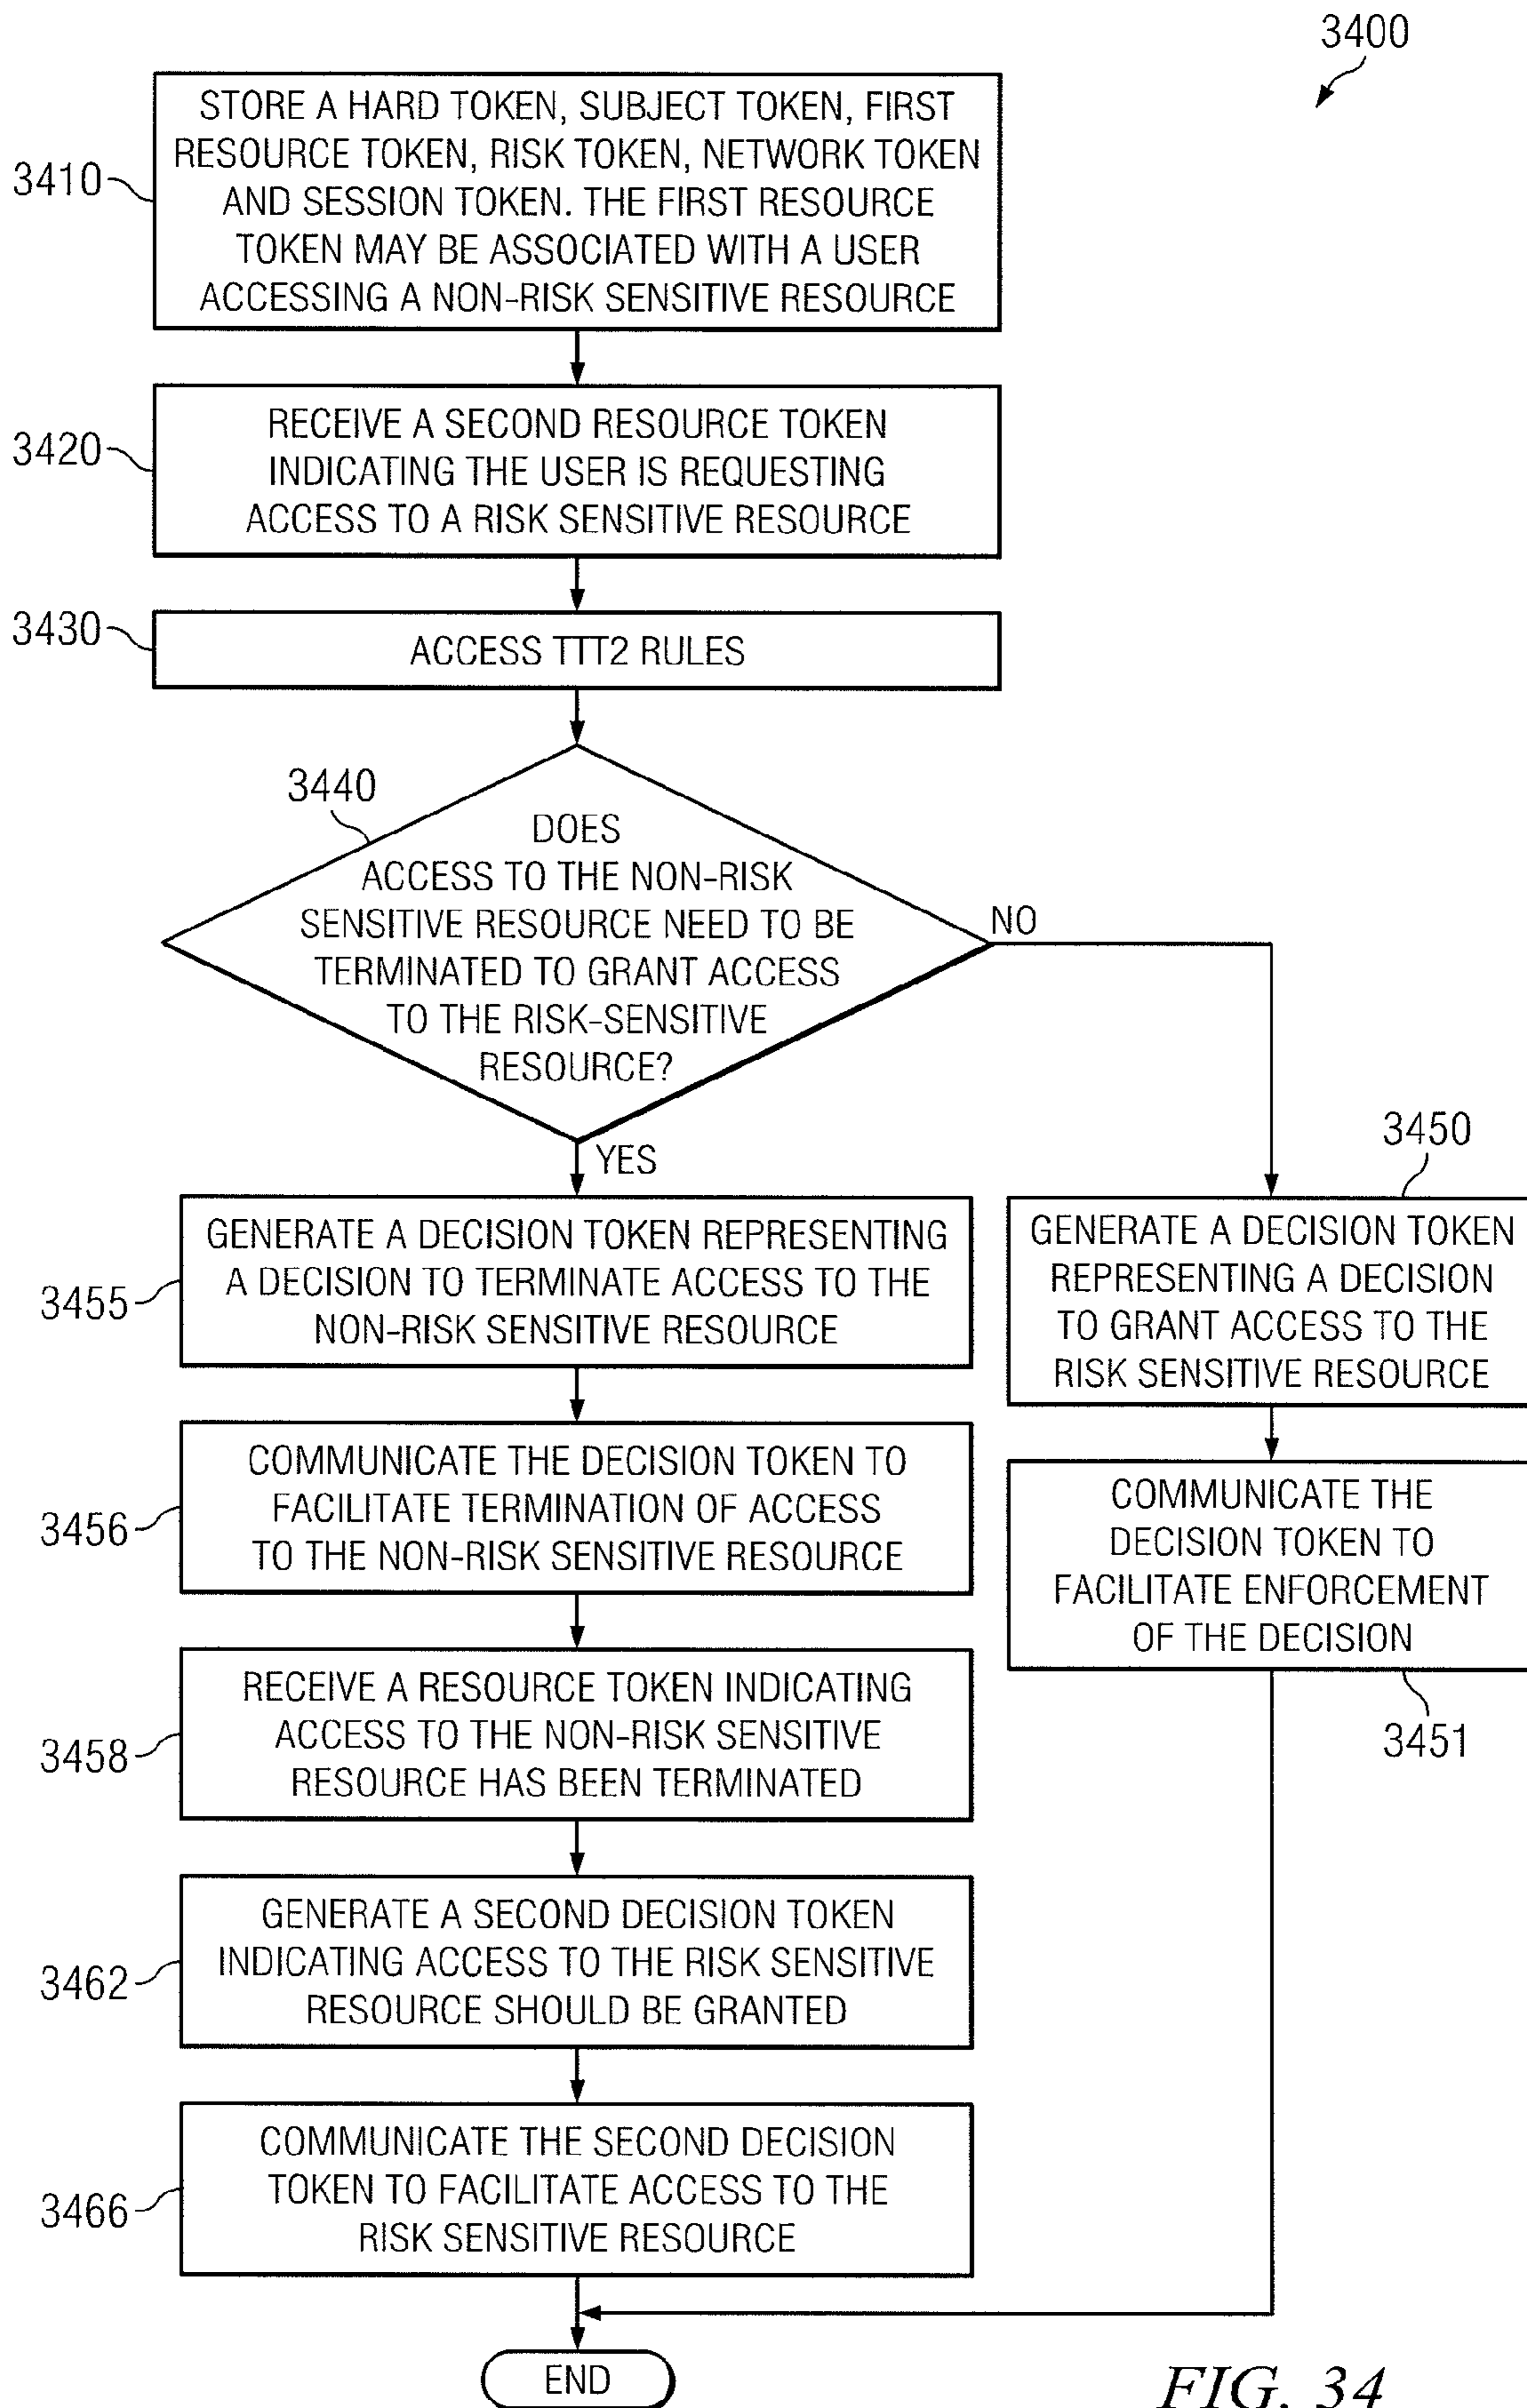 3400
3410
STORE A HARD TOKEN, SUBJECT TOKEN, FIRST
RESOURCE TOKEN, RISK TOKEN, NETWORK TOKEN
AND SESSION TOKEN. THE FIRST RESOURCE
TOKEN MAY BE ASSOCIATED WITH A USER
ACCESSING A NON-RISK SENSITIVE RESOURCE
3420
RECEIVE A SECOND RESOURCE TOKEN
INDICATING THE USER IS REQUESTING
ACCESS TO A RISK SENSITIVE RESOURCE
3430
ACCESS TTT2 RULES
3440
DOES
ACCESS TO THE NON-RISK
SENSITIVE RESOURCE NEED TO BE
TERMINATED TO GRANT ACCESS
TO THE RISK-SENSITIVE
RESOURCE?
NO
YES
3450
GENERATE A DECISION TOKEN
REPRESENTING A DECISION
TO GRANT ACCESS TO THE
RISK SENSITIVE RESOURCE
COMMUNICATE THE
DECISION TOKEN TO
FACILITATE ENFORCEMENT
OF THE DECISION
3451
3455
GENERATE A DECISION TOKEN REPRESENTING
A DECISION TO TERMINATE ACCESS TO THE
NON-RISK SENSITIVE RESOURCE
3456
COMMUNICATE THE DECISION TOKEN TO
FACILITATE TERMINATION OF ACCESS
TO THE NON-RISK SENSITIVE RESOURCE
3458
RECEIVE A RESOURCE TOKEN INDICATING
ACCESS TO THE NON-RISK SENSITIVE
RESOURCE HAS BEEN TERMINATED
3462
GENERATE A SECOND DECISION TOKEN
INDICATING ACCESS TO THE RISK SENSITIVE
RESOURCE SHOULD BE GRANTED
3466
COMMUNICATE THE SECOND DECISION
TOKEN TO FACILITATE ACCESS TO THE
RISK SENSITIVE RESOURCE
END
FIG. 34